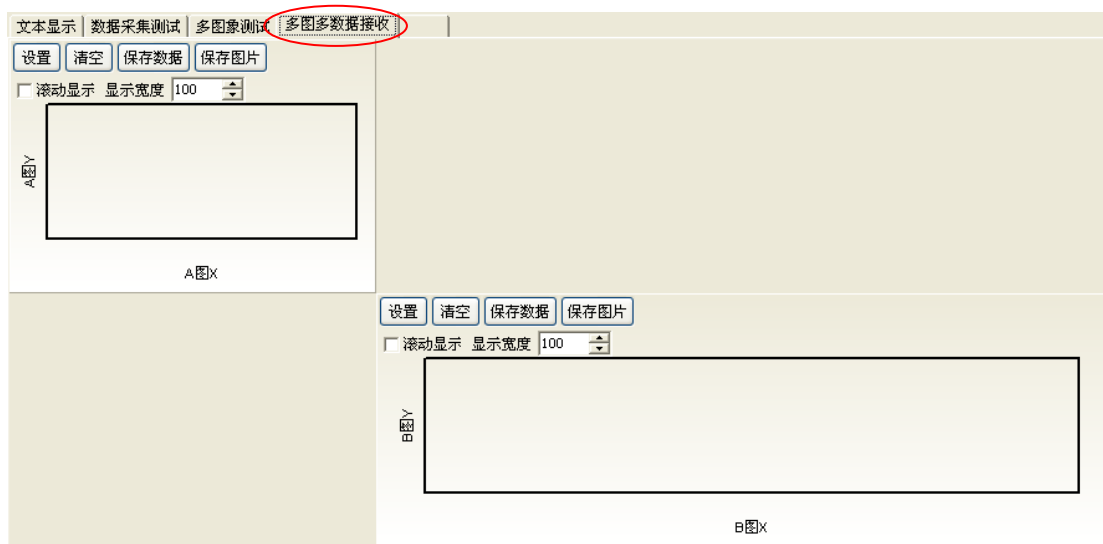 文本显示 数据采集测试 多图象测试 多图多数据接收
设置 清空 保存数据 保存图片
滚动显示 显示宽度 100
A图Y
A图X
设置 清空 保存数据 保存图片
滚动显示 显示宽度 100
B图Y
B图X